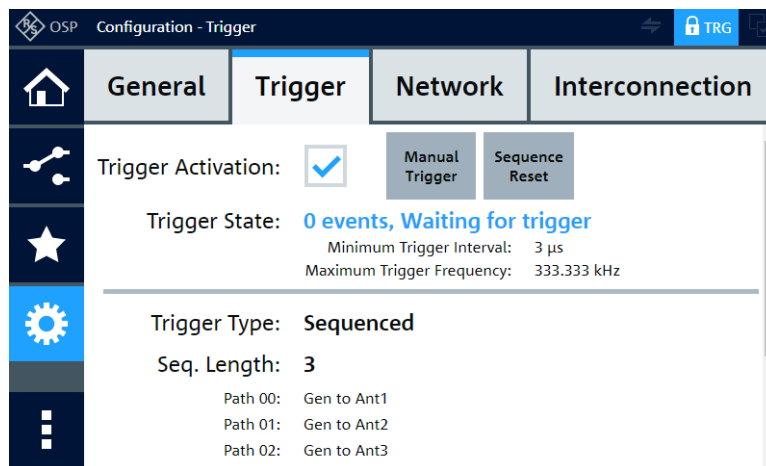 R&S OSP Configuration - Trigger TRG
General Trigger Network Interconnection
Trigger Activation: Manual Trigger Sequence Reset
Trigger State: 0 events, Waiting for trigger
Minimum Trigger Interval: 3 µs
Maximum Trigger Frequency: 333.333 kHz
Trigger Type: Sequenced
Seq. Length: 3
Path 00: Gen to Ant1
Path 01: Gen to Ant2
Path 02: Gen to Ant3